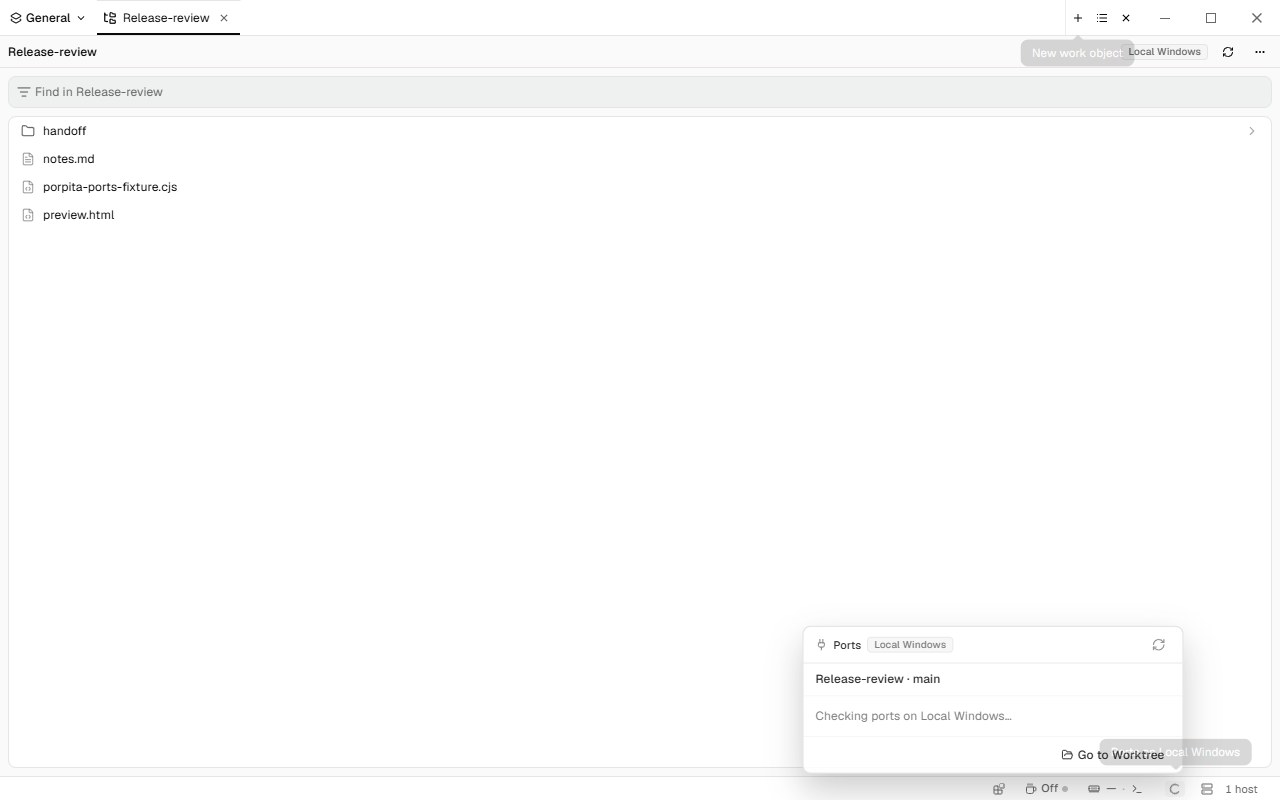 General
Release-review
Release-review
New work object
Local Windows
Find in Release-review
handoff
notes.md
porpita-ports-fixture.cjs
preview.html
Ports
Local Windows
Release-review · main
Checking ports on Local Windows...
Go to Worktree
Local Windows
Off
1 host